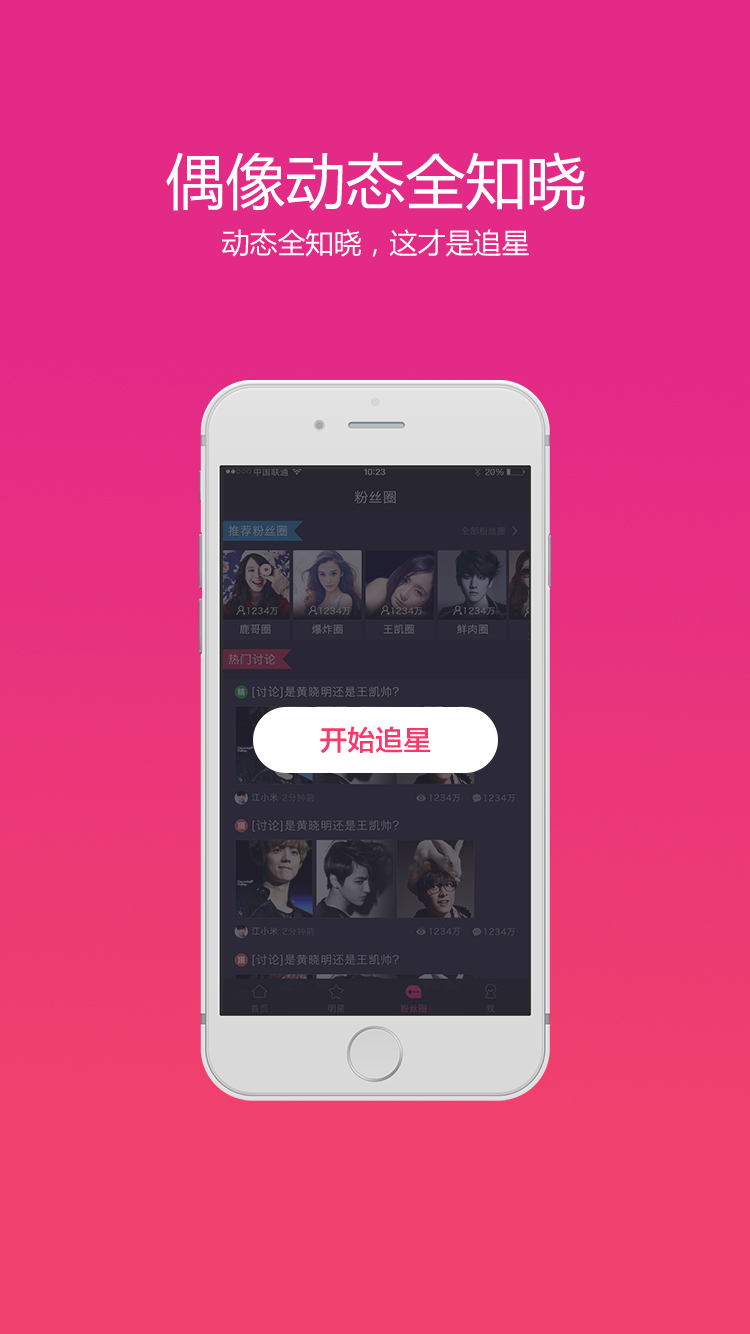 偶像动态全知晓
动态全知晓，这才是追星
中国联通 10:23 20%
粉丝圈
推荐粉丝圈 全部粉丝圈
1234万 1234万 1234万 1234万
鹿哥圈 爆炸圈 王凯圈 鲜肉圈
热门讨论
精 [讨论]是黄晓明还是王凯帅?
开始追星
江小米 2分钟前 1234万 1234万
[讨论]是黄晓明还是王凯帅?
江小米 2分钟前 1234万 1234万
[讨论]是黄晓明还是王凯帅?
首页 明星 粉丝圈 我